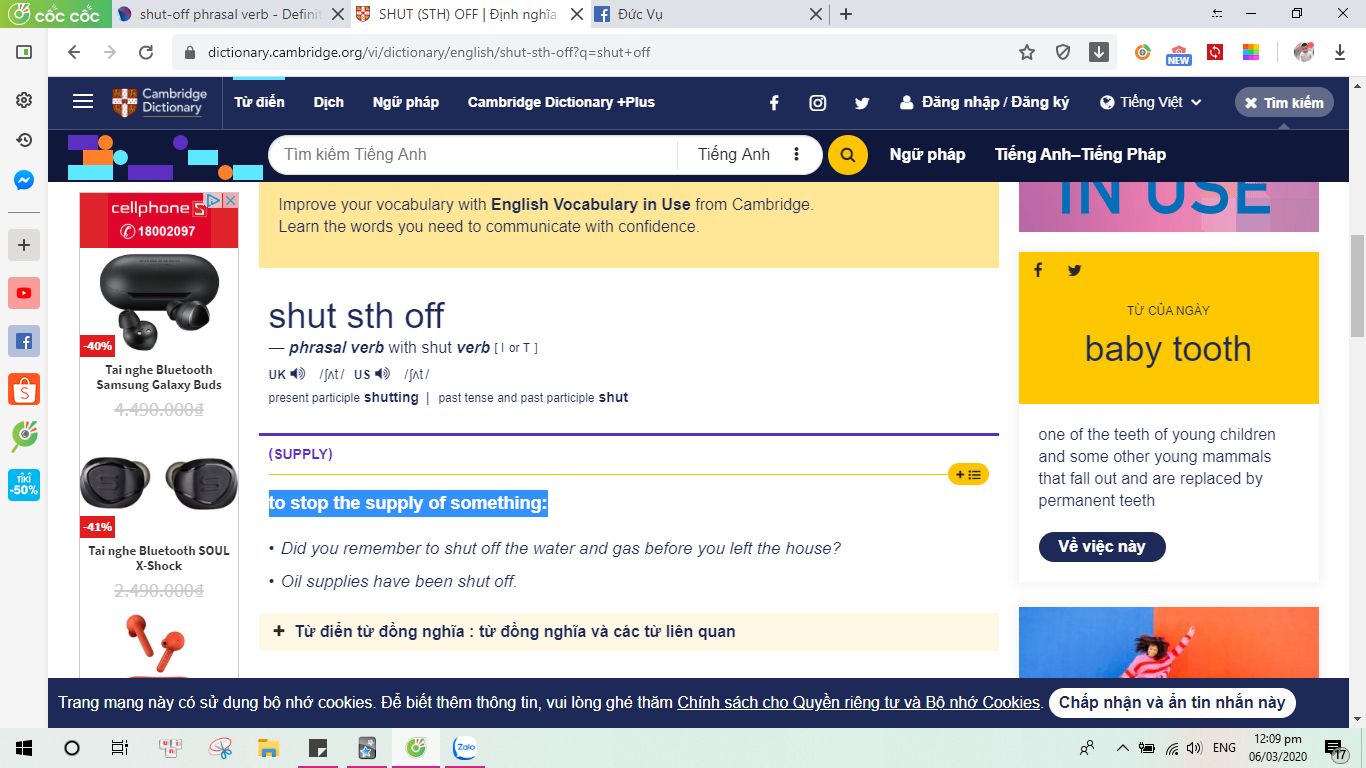 cốc cốc
shut-off phrasal verb - Definit
SHUT (STH) OFF | Định nghĩa
Đức Vụ
dictionary.cambridge.org/vi/dictionary/english/shut-sth-off?q=shut+off
NEW
Cambridge
Dictionary
Từ điển
Dịch
Ngữ pháp
Cambridge Dictionary +Plus
Đăng nhập / Đăng ký
Tiếng Việt
Tìm kiếm
Tìm kiếm Tiếng Anh
Tiếng Anh
Ngữ pháp
Tiếng Anh–Tiếng Pháp
cellphoneS
18002097
-40%
Tai nghe Bluetooth
Samsung Galaxy Buds
4.490.000₫
-41%
Tai nghe Bluetooth SOUL
X-Shock
2.490.000₫
TIKI
-50%
Improve your vocabulary with English Vocabulary in Use from Cambridge.
Learn the words you need to communicate with confidence.
shut sth off
— phrasal verb with shut verb [ I or T ]
UK /ʃʌt/ US /ʃʌt/
present participle shutting | past tense and past participle shut
(SUPPLY)
to stop the supply of something:
• Did you remember to shut off the water and gas before you left the house?
• Oil supplies have been shut off.
+ Từ điển từ đồng nghĩa : từ đồng nghĩa và các từ liên quan
IN USE
TỪ CỦA NGÀY
baby tooth
one of the teeth of young children
and some other young mammals
that fall out and are replaced by
permanent teeth
Về việc này
Trang mạng này có sử dụng bộ nhớ cookies. Để biết thêm thông tin, vui lòng ghé thăm Chính sách cho Quyền riêng tư và Bộ nhớ Cookies.
Chấp nhận và ẩn tin nhắn này
Zalo
ENG
12:09 pm
06/03/2020
17